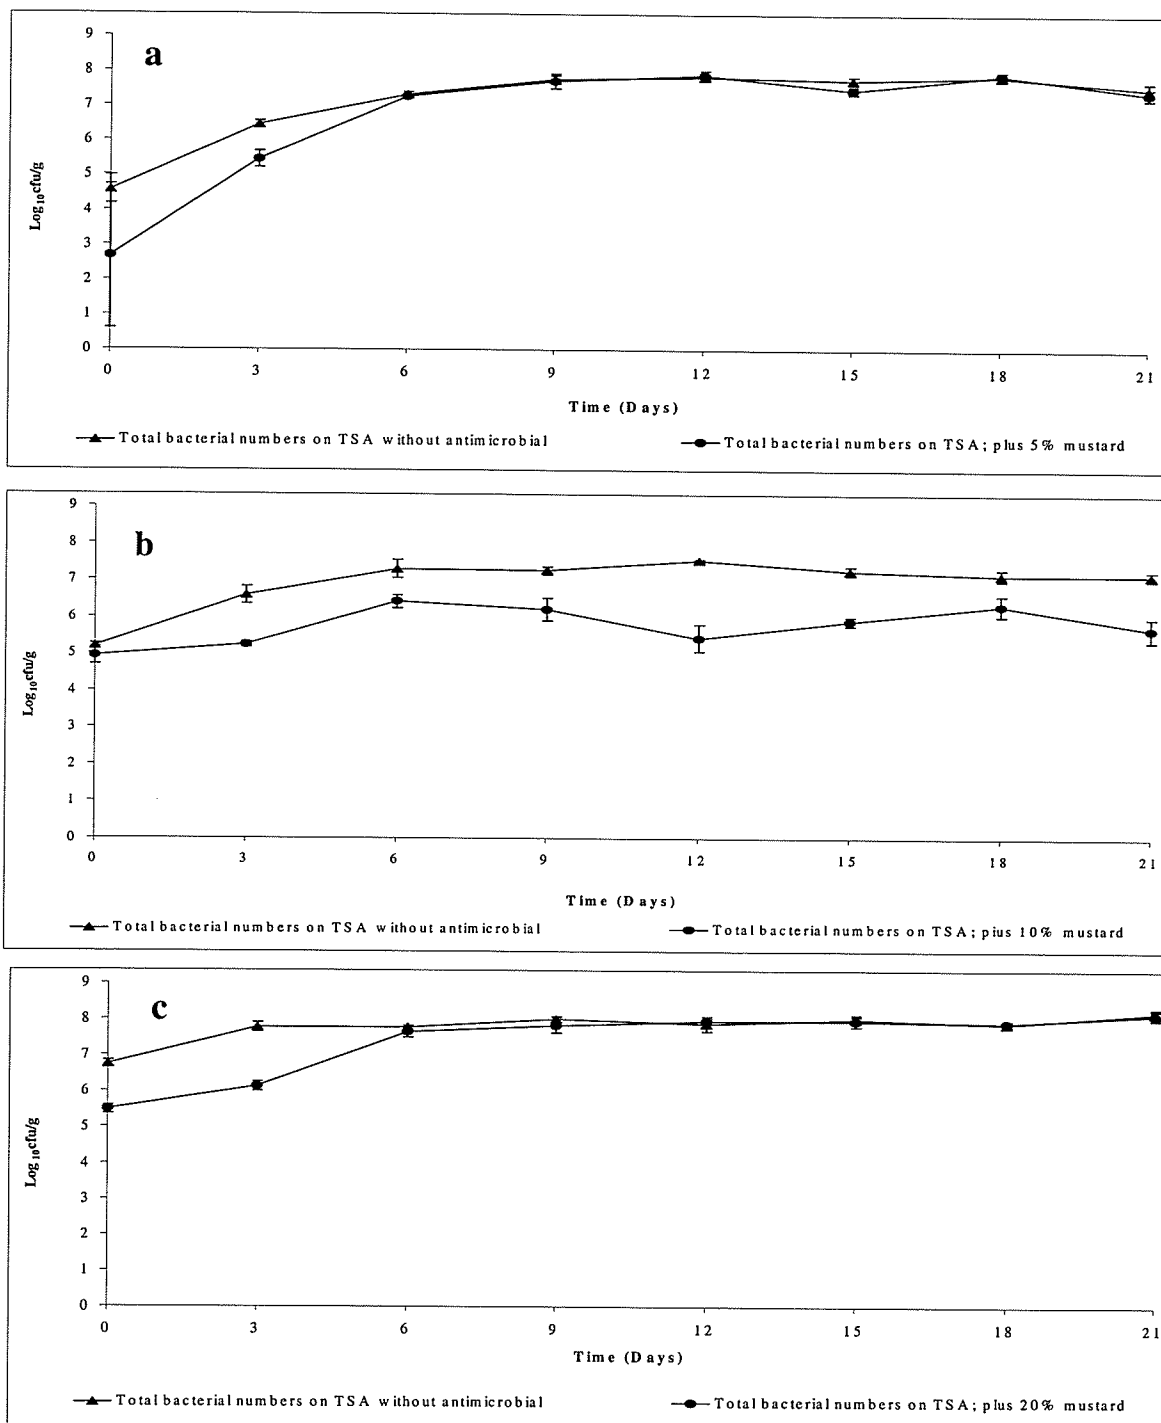 a
9
8
7
6
5
4
3
2
1
0
Log10cfu/g
0 3 6 9 12 15 18 21
Time (Days)
Total bacterial numbers on TSA without antimicrobial Total bacterial numbers on TSA; plus 5% mustard
b
9
8
7
6
5
4
3
2
1
0
Log10cfu/g
0 3 6 9 12 15 18 21
Time (Days)
Total bacterial numbers on TSA without antimicrobial Total bacterial numbers on TSA; plus 10% mustard
c
9
8
7
6
5
4
3
2
1
0
Log10cfu/g
0 3 6 9 12 15 18 21
Time (Days)
Total bacterial numbers on TSA without antimicrobial Total bacterial numbers on TSA; plus 20% mustard